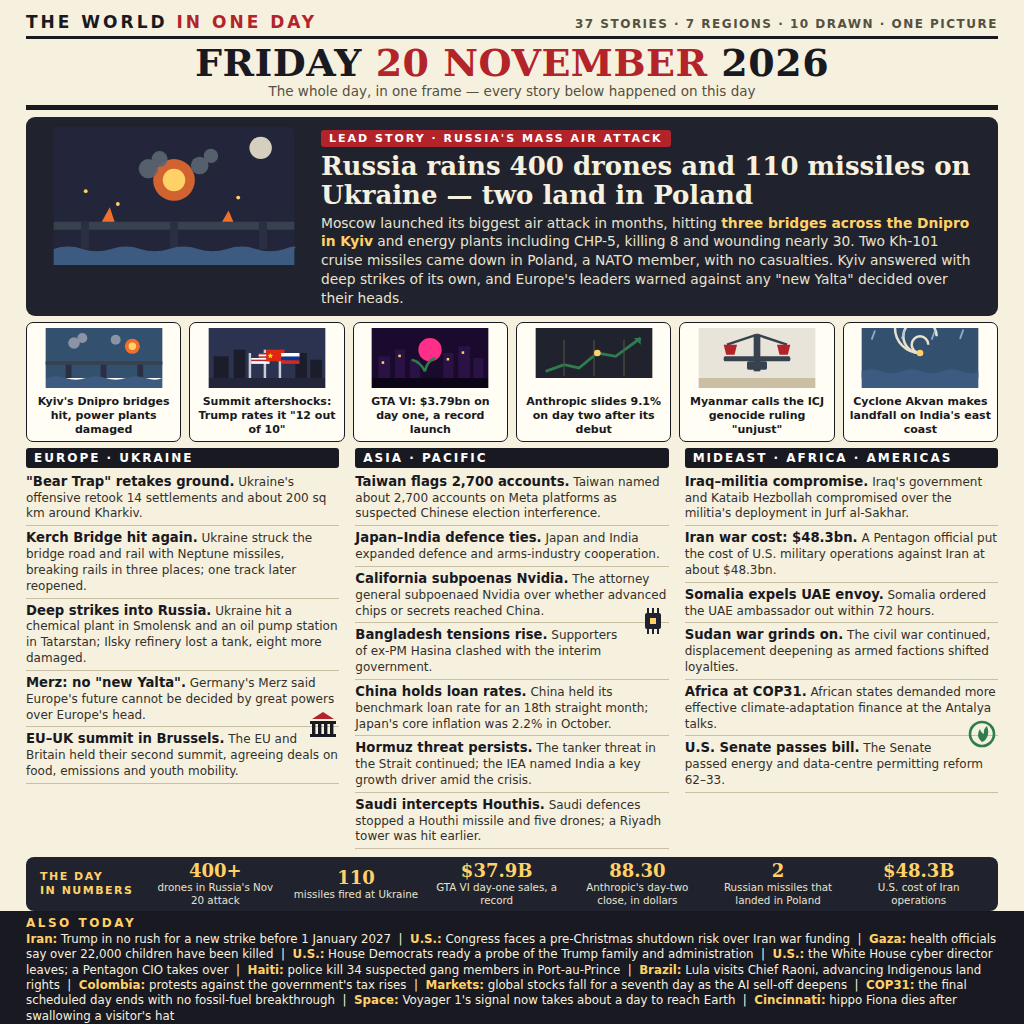 THE WORLD IN ONE DAY
37 STORIES · 7 REGIONS · 10 DRAWN · ONE PICTURE
FRIDAY 20 NOVEMBER 2026
The whole day, in one frame — every story below happened on this day
LEAD STORY · RUSSIA'S MASS AIR ATTACK
Russia rains 400 drones and 110 missiles on
Ukraine — two land in Poland
Moscow launched its biggest air attack in months, hitting three bridges across the Dnipro
in Kyiv and energy plants including CHP-5, killing 8 and wounding nearly 30. Two Kh-101
cruise missiles came down in Poland, a NATO member, with no casualties. Kyiv answered with
deep strikes of its own, and Europe's leaders warned against any "new Yalta" decided over
their heads.
Kyiv's Dnipro bridges
hit, power plants
damaged
Summit aftershocks:
Trump rates it "12 out
of 10"
GTA VI: $3.79bn on
day one, a record
launch
Anthropic slides 9.1%
on day two after its
debut
Myanmar calls the ICJ
genocide ruling
"unjust"
Cyclone Akvan makes
landfall on India's east
coast
EUROPE · UKRAINE
"Bear Trap" retakes ground. Ukraine's
offensive retook 14 settlements and about 200 sq
km around Kharkiv.
Kerch Bridge hit again. Ukraine struck the
bridge road and rail with Neptune missiles,
breaking rails in three places; one track later
reopened.
Deep strikes into Russia. Ukraine hit a
chemical plant in Smolensk and an oil pump station
in Tatarstan; Ilsky refinery lost a tank, eight more
damaged.
Merz: no "new Yalta". Germany's Merz said
Europe's future cannot be decided by great powers
over Europe's head.
EU–UK summit in Brussels. The EU and
Britain held their second summit, agreeing deals on
food, emissions and youth mobility.
ASIA · PACIFIC
Taiwan flags 2,700 accounts. Taiwan named
about 2,700 accounts on Meta platforms as
suspected Chinese election interference.
Japan–India defence ties. Japan and India
expanded defence and arms-industry cooperation.
California subpoenas Nvidia. The attorney
general subpoenaed Nvidia over whether advanced
chips or secrets reached China.
Bangladesh tensions rise. Supporters
of ex-PM Hasina clashed with the interim
government.
China holds loan rates. China held its
benchmark loan rate for an 18th straight month;
Japan's core inflation was 2.2% in October.
Hormuz threat persists. The tanker threat in
the Strait continued; the IEA named India a key
growth driver amid the crisis.
Saudi intercepts Houthis. Saudi defences
stopped a Houthi missile and five drones; a Riyadh
tower was hit earlier.
MIDEAST · AFRICA · AMERICAS
Iraq–militia compromise. Iraq's government
and Kataib Hezbollah compromised over the
militia's deployment in Jurf al-Sakhar.
Iran war cost: $48.3bn. A Pentagon official put
the cost of U.S. military operations against Iran at
about $48.3bn.
Somalia expels UAE envoy. Somalia ordered
the UAE ambassador out within 72 hours.
Sudan war grinds on. The civil war continued,
displacement deepening as armed factions shifted
loyalties.
Africa at COP31. African states demanded more
effective climate-adaptation finance at the Antalya
talks.
U.S. Senate passes bill. The Senate
passed energy and data-centre permitting reform
62–33.
THE DAY
IN NUMBERS
400+
drones in Russia's Nov
20 attack
110
missiles fired at Ukraine
$37.9B
GTA VI day-one sales, a
record
88.30
Anthropic's day-two
close, in dollars
2
Russian missiles that
landed in Poland
$48.3B
U.S. cost of Iran
operations
ALSO TODAY
Iran: Trump in no rush for a new strike before 1 January 2027 | U.S.: Congress faces a pre-Christmas shutdown risk over Iran war funding | Gaza: health officials
say over 22,000 children have been killed | U.S.: House Democrats ready a probe of the Trump family and administration | U.S.: the White House cyber director
leaves; a Pentagon CIO takes over | Haiti: police kill 34 suspected gang members in Port-au-Prince | Brazil: Lula visits Chief Raoni, advancing Indigenous land
rights | Colombia: protests against the government's tax rises | Markets: global stocks fall for a seventh day as the AI sell-off deepens | COP31: the final
scheduled day ends with no fossil-fuel breakthrough | Space: Voyager 1's signal now takes about a day to reach Earth | Cincinnati: hippo Fiona dies after
swallowing a visitor's hat